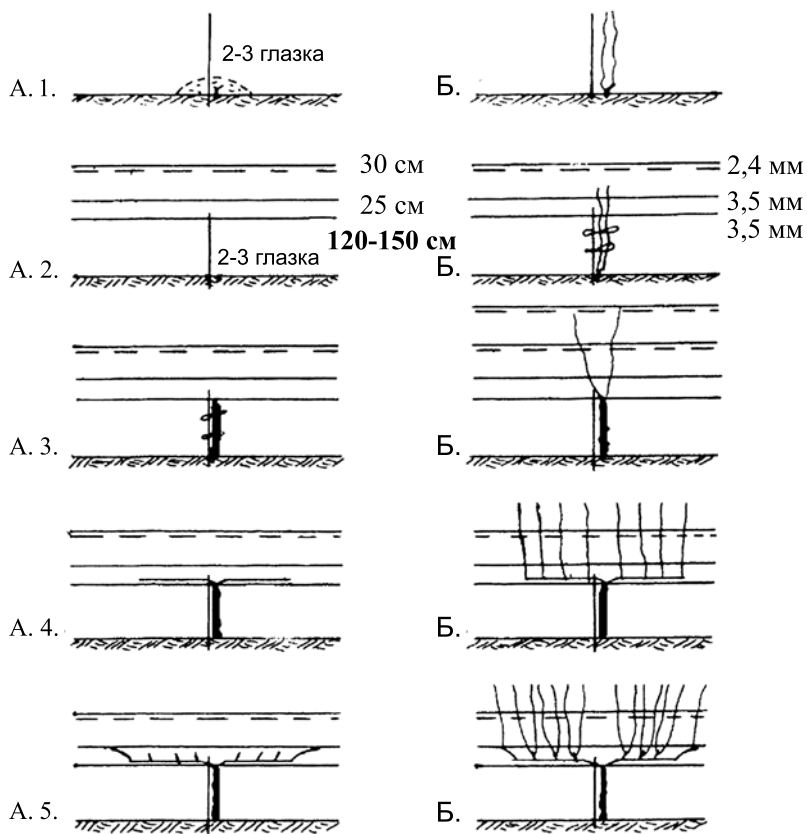 2-3 глазка
А. 1.
Б.
30 см
2,4 мм
25 см
3,5 мм
120-150 см
3,5 мм
2-3 глазка
А. 2.
Б.
А. 3.
Б.
А. 4.
Б.
А. 5.
Б.